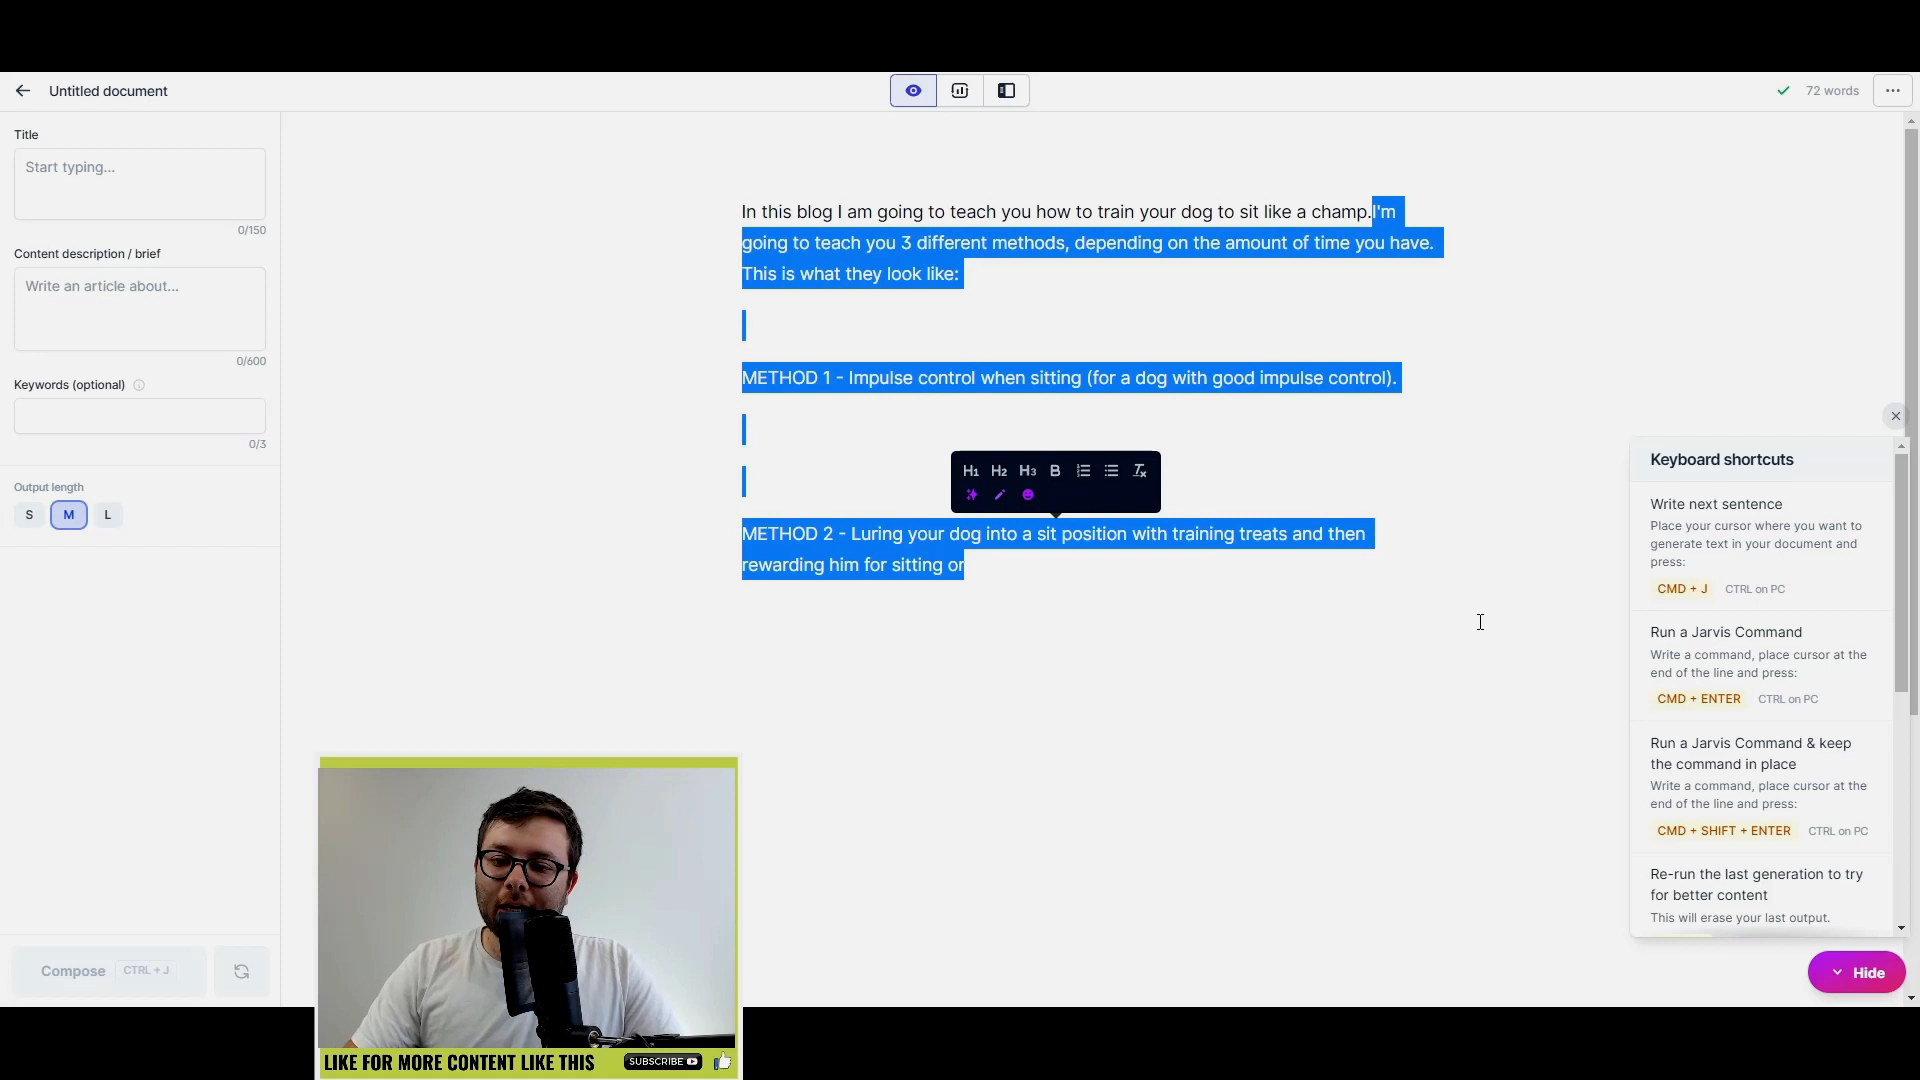 Untitled document
72 words
Title
Start typing...
0/150
Content description / brief
Write an article about...
0/600
Keywords (optional)
0/3
Output length
S M L
Compose CTRL + J
In this blog I am going to teach you how to train your dog to sit like a champ.I'm
going to teach you 3 different methods, depending on the amount of time you have.
This is what they look like:
METHOD 1 - Impulse control when sitting (for a dog with good impulse control).
H1 H2 H3 B
METHOD 2 - Luring your dog into a sit position with training treats and then
rewarding him for sitting or
Keyboard shortcuts
Write next sentence
Place your cursor where you want to
generate text in your document and
press:
CMD + J CTRL on PC
Run a Jarvis Command
Write a command, place cursor at the
end of the line and press:
CMD + ENTER CTRL on PC
Run a Jarvis Command & keep
the command in place
Write a command, place cursor at the
end of the line and press:
CMD + SHIFT + ENTER CTRL on PC
Re-run the last generation to try
for better content
This will erase your last output.
Hide
LIKE FOR MORE CONTENT LIKE THIS SUBSCRIBE